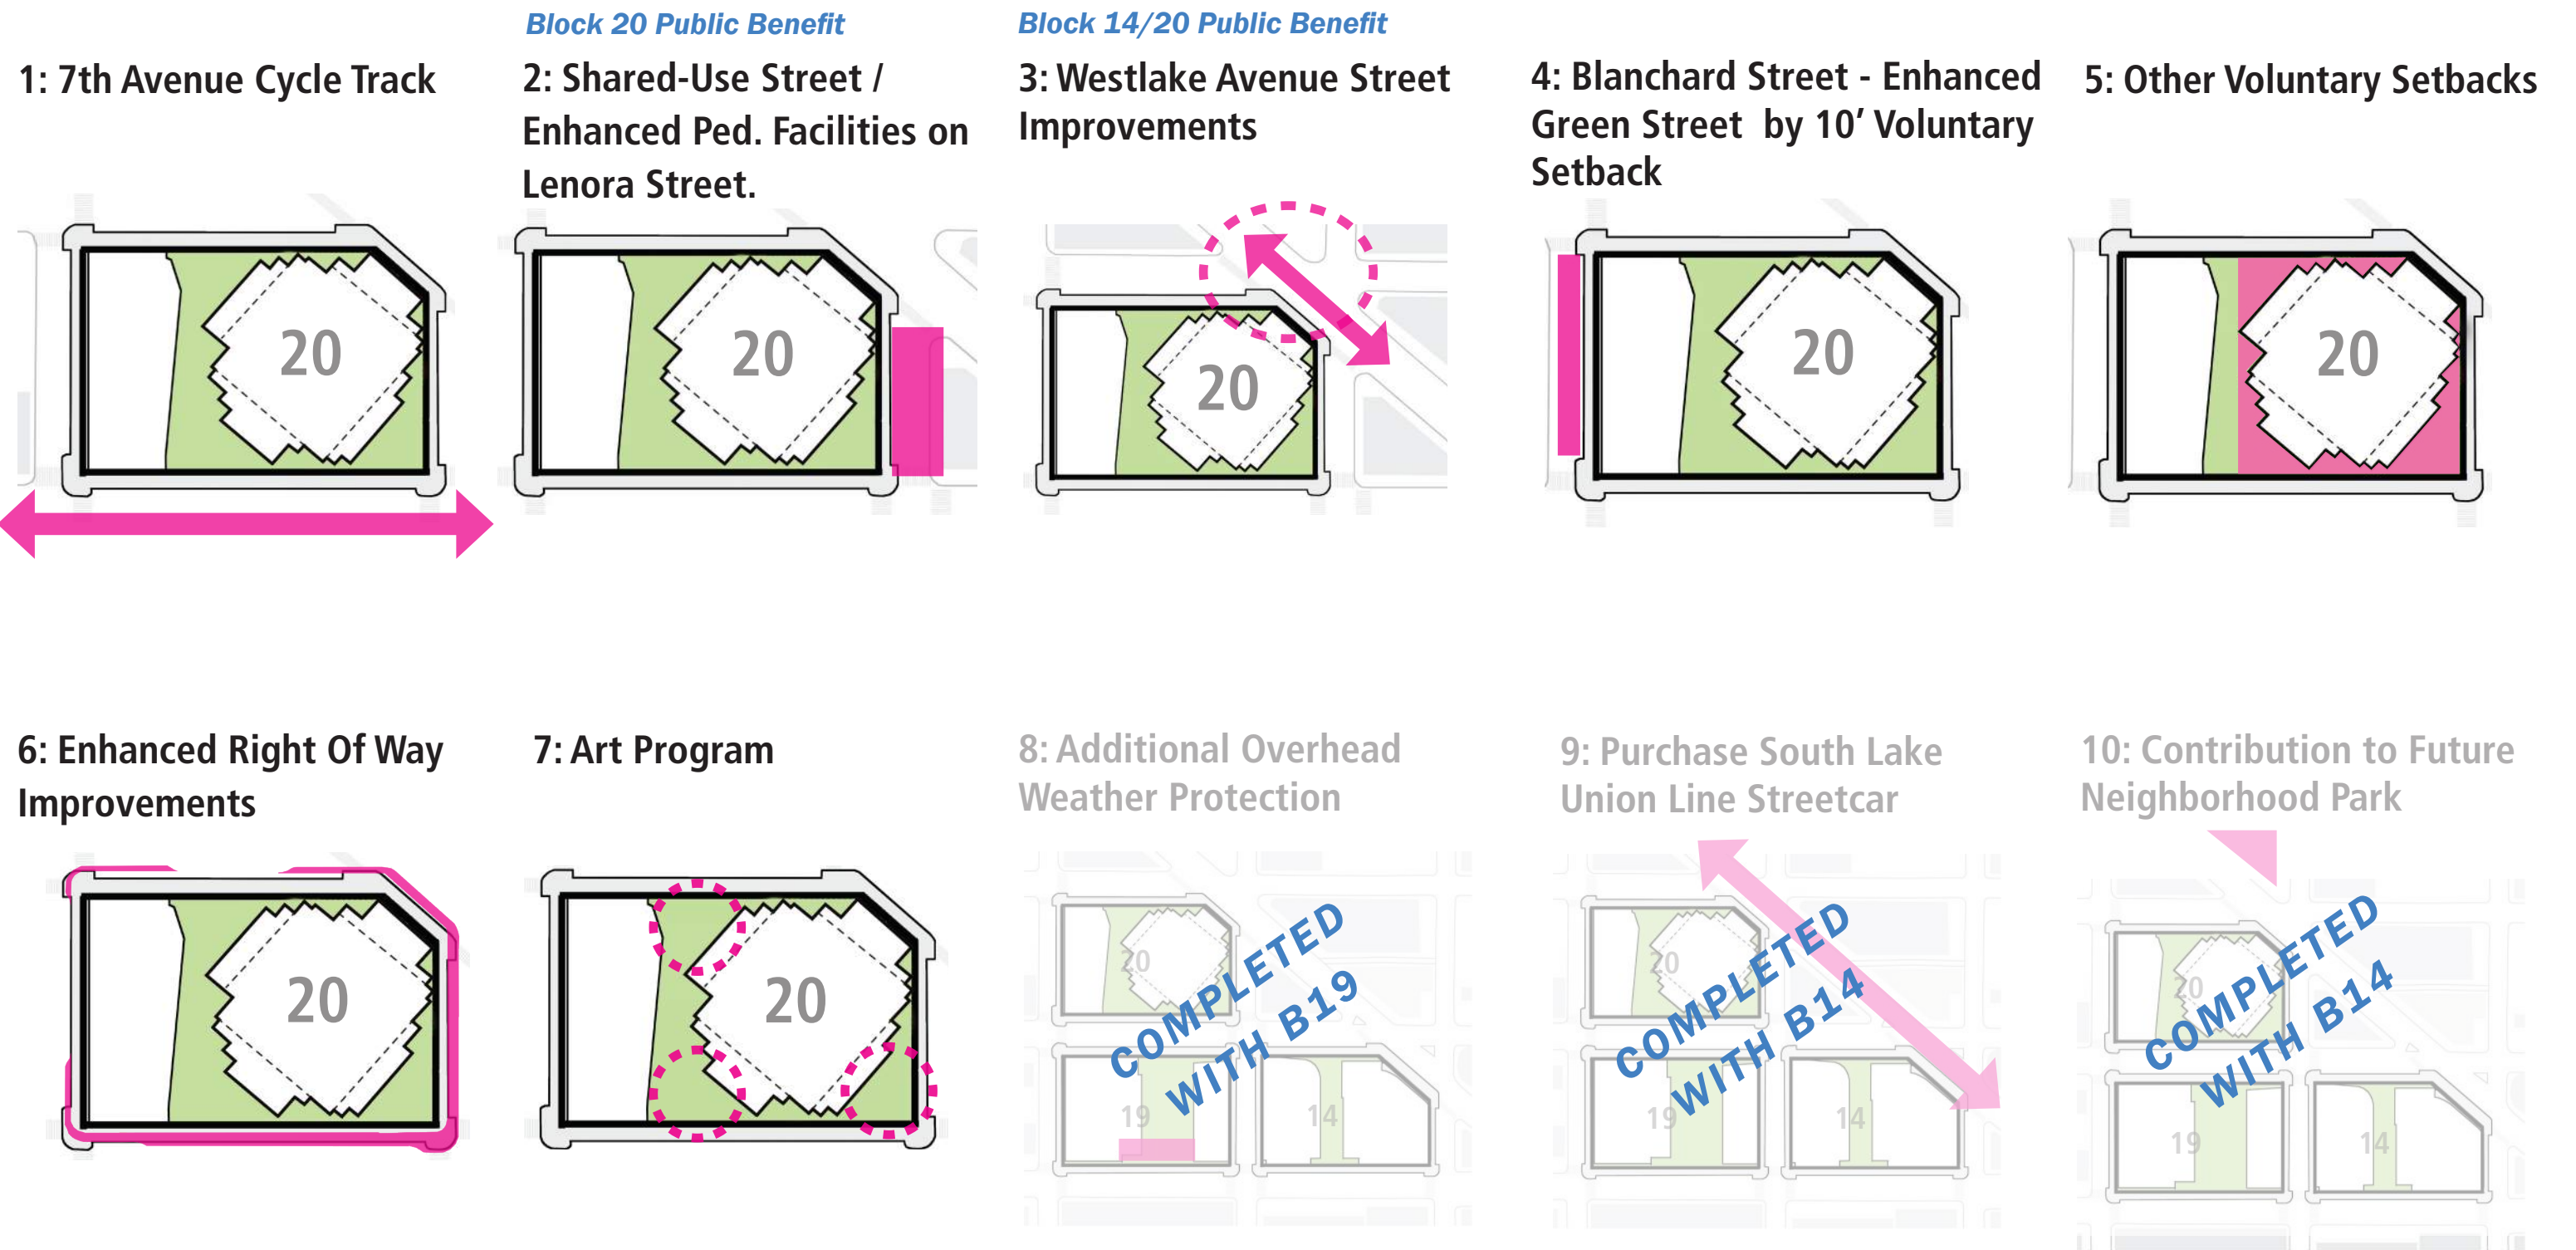 Block 20 Public Benefit
Block 14/20 Public Benefit
1: 7th Avenue Cycle Track
2: Shared-Use Street /
Enhanced Ped. Facilities on
Lenora Street.
3: Westlake Avenue Street
Improvements
4: Blanchard Street - Enhanced
Green Street by 10’ Voluntary
Setback
5: Other Voluntary Setbacks
20
20
20
20
20
6: Enhanced Right Of Way
Improvements
7: Art Program
8: Additional Overhead
Weather Protection
9: Purchase South Lake
Union Line Streetcar
10: Contribution to Future
Neighborhood Park
20
20
20
COMPLETED
WITH B19
19
14
20
COMPLETED
WITH B14
19
14
20
COMPLETED
WITH B14
19
14